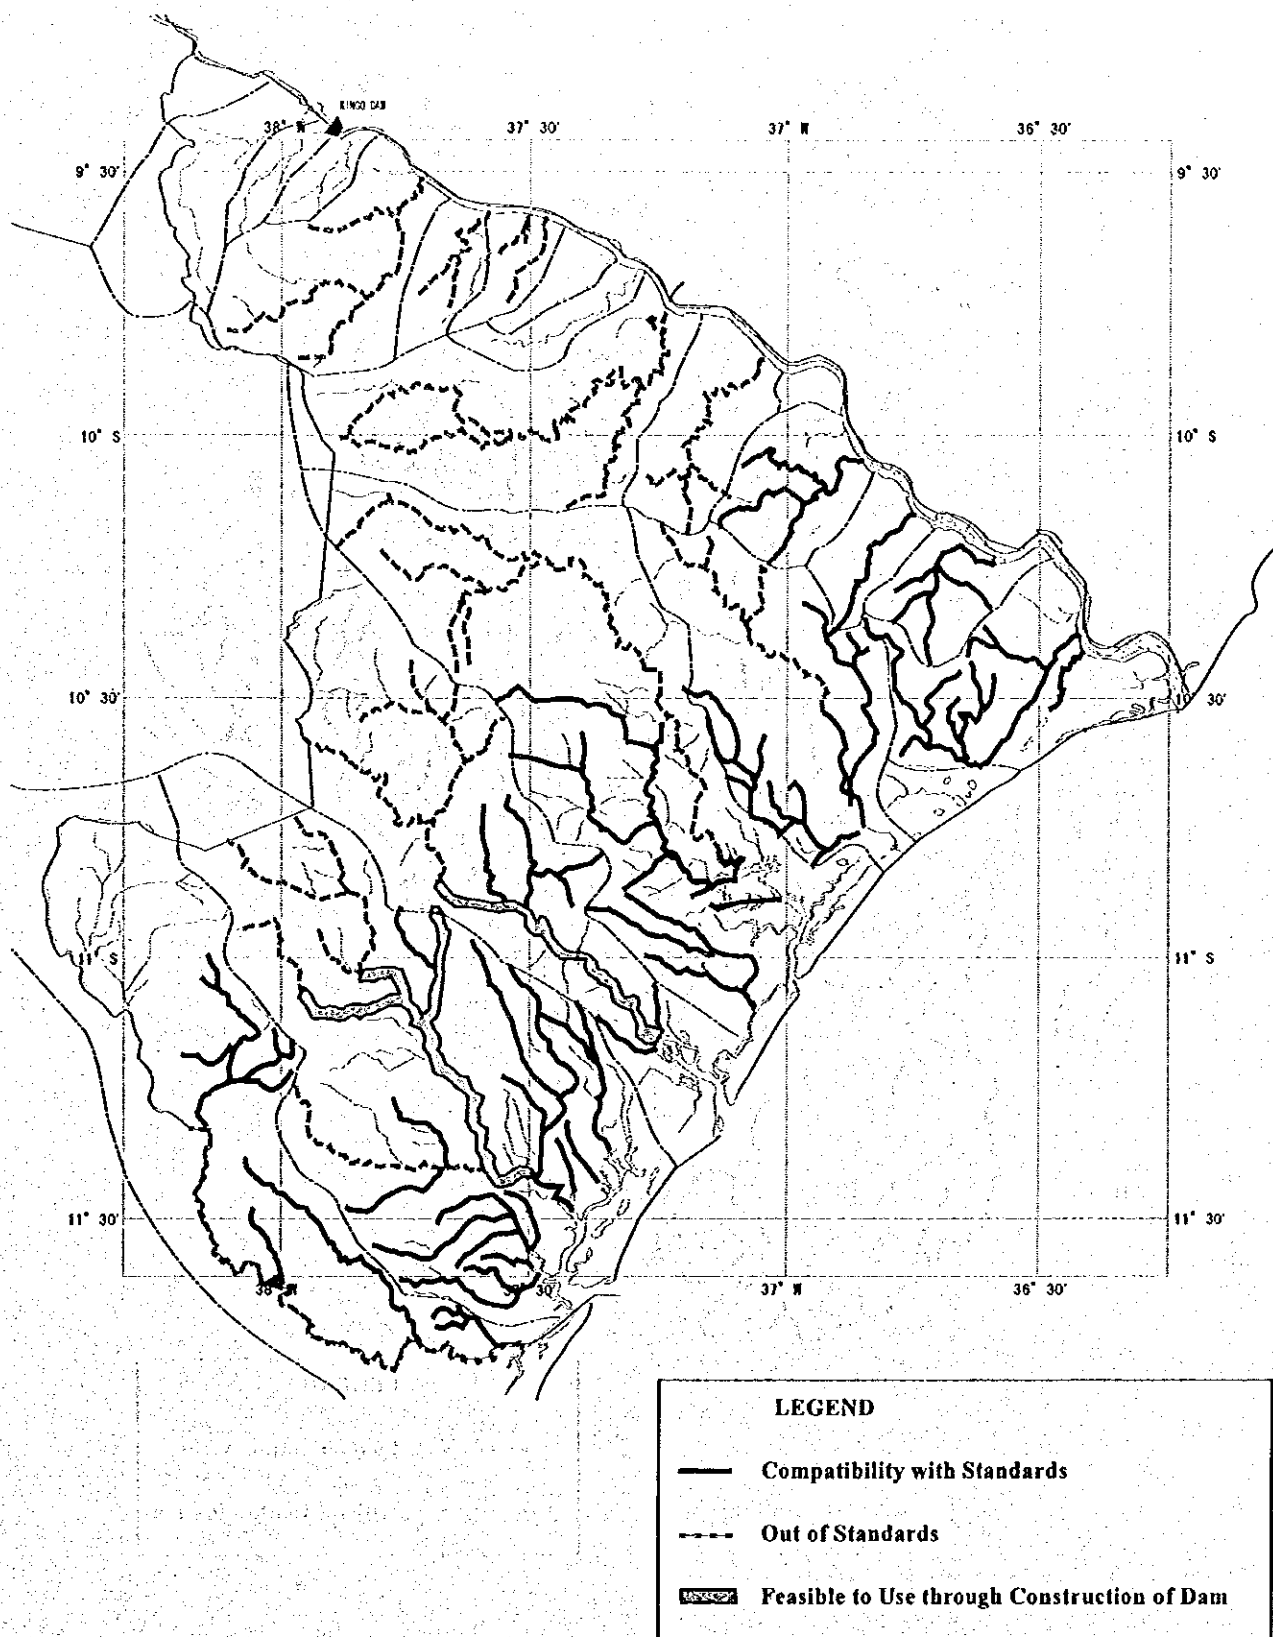 38° W
37° 30'
37° W
36° 30'
9° 30'
9° 30'
10° S
10° S
10° 30'
30'
11° S
11° S
11° 30'
11° 30'
38° W
30'
37° W
36° 30'
LEGEND
Compatibility with Standards
Out of Standards
Feasible to Use through Construction of Dam